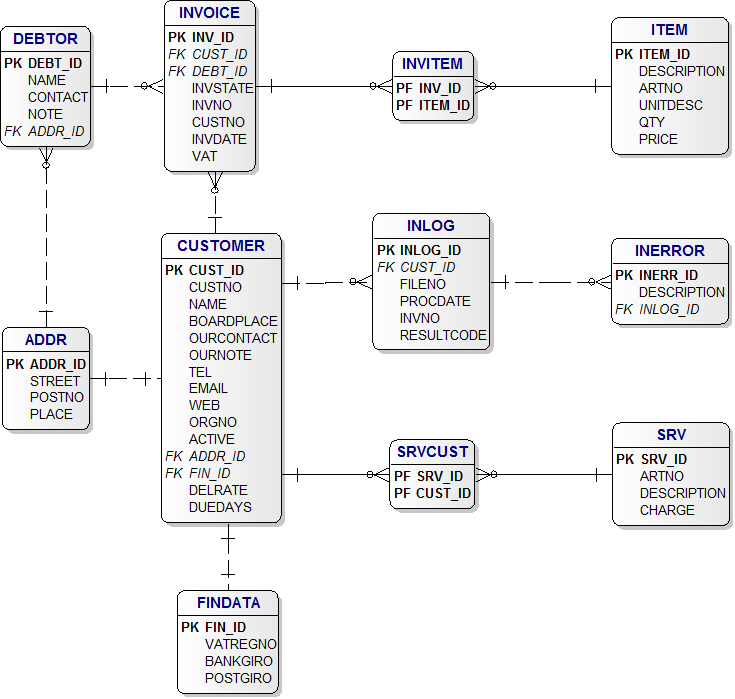 DEBTOR
PK DEBT_ID
NAME
CONTACT
NOTE
FK ADDR_ID
INVOICE
PK INV_ID
FK CUST_ID
FK DEBT_ID
INVSTATE
INVNO
CUSTNO
INVDATE
VAT
INVITEM
PF INV_ID
PF ITEM_ID
ITEM
PK ITEM_ID
DESCRIPTION
ARTNO
UNITDESC
QTY
PRICE
ADDR
PK ADDR_ID
STREET
POSTNO
PLACE
CUSTOMER
PK CUST_ID
CUSTNO
NAME
BOARDPLACE
OURCONTACT
OURNOTE
TEL
EMAIL
WEB
ORGNO
ACTIVE
FK ADDR_ID
FK FIN_ID
DELRATE
DUEDAYS
INLOG
PK INLOG_ID
FK CUST_ID
FILENO
PROCDATE
INVNO
RESULTCODE
INERROR
PK INERR_ID
DESCRIPTION
FK INLOG_ID
SRVCUST
PF SRV_ID
PF CUST_ID
SRV
PK SRV_ID
ARTNO
DESCRIPTION
CHARGE
FINDATA
PK FIN_ID
VATREGNO
BANKGIRO
POSTGIRO